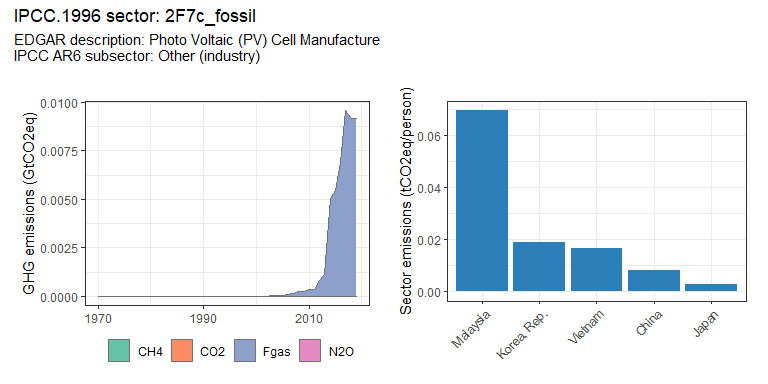 IPCC.1996 sector: 2F7c_fossil
EDGAR description: Photo Voltaic (PV) Cell Manufacture
IPCC AR6 subsector: Other (industry)
GHG emissions (GtCO2eq)
0.0100
0.0075
0.0050
0.0025
0.0000
1970
1990
2010
CH4
CO2
Fgas
N2O
Sector emissions (tCO2eq/person)
0.06
0.04
0.02
0.00
Malaysia
Korea, Rep.
Vietnam
China
Japan